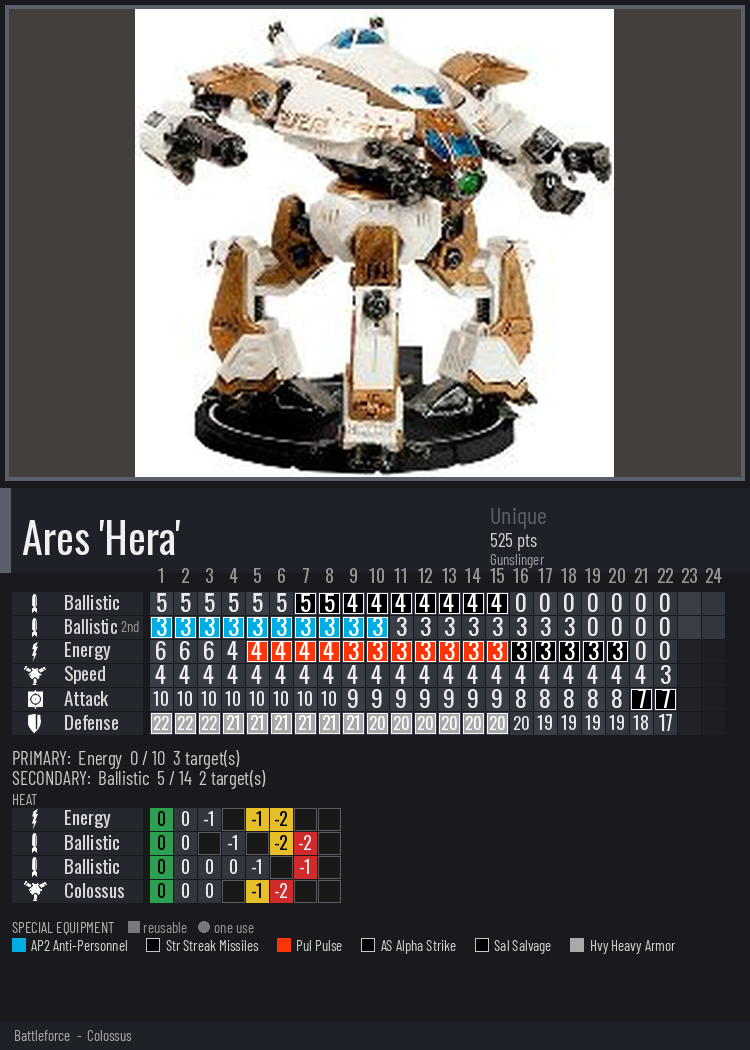 Ares 'Hera'
Unique
525 pts
Gunslinger
1 2 3 4 5 6 7 8 9 10 11 12 13 14 15 16 17 18 19 20 21 22 23 24
Ballistic 5 5 5 5 5 5 5 5 4 4 4 4 4 4 4 0 0 0 0 0 0 0
Ballistic 2nd 3 3 3 3 3 3 3 3 3 3 3 3 3 3 3 3 3 3 0 0 0 0
Energy 6 6 6 4 4 4 4 4 3 3 3 3 3 3 3 3 3 3 3 3 0 0
Speed 4 4 4 4 4 4 4 4 4 4 4 4 4 4 4 4 4 4 4 4 4 3
Attack 10 10 10 10 10 10 10 10 9 9 9 9 9 9 9 8 8 8 8 8 7 7
Defense 22 22 22 21 21 21 21 21 21 20 20 20 20 20 20 20 19 19 19 19 18 17
PRIMARY: Energy 0 / 10 3 target(s)
SECONDARY: Ballistic 5 / 14 2 target(s)
HEAT
Energy 0 0 -1 -1 -2
Ballistic 0 0 -1 -2 -2
Ballistic 0 0 0 0 -1 -1
Colossus 0 0 0 -1 -2
SPECIAL EQUIPMENT reusable one use
AP2 Anti-Personnel Str Streak Missiles Pul Pulse AS Alpha Strike Sal Salvage Hvy Heavy Armor
Battleforce - Colossus